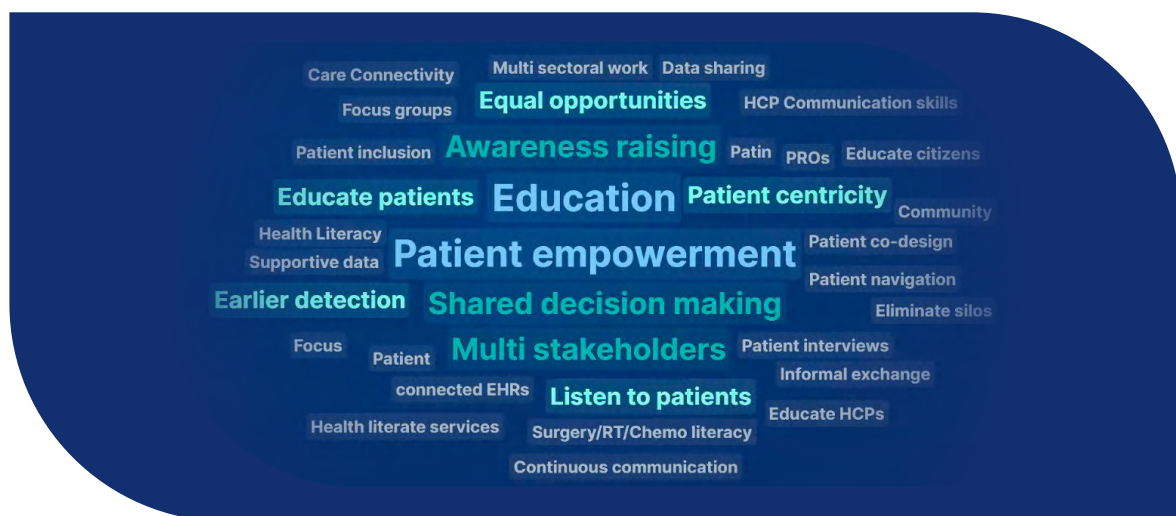 Care Connectivity
Multi sectoral work
Data sharing
Focus groups
Equal opportunities
HCP Communication skills
Patient inclusion
Awareness raising
Patin
PROs
Educate citizens
Educate patients
Education
Patient centricity
Community
Health Literacy
Supportive data
Patient empowerment
Patient co-design
Patient navigation
Earlier detection
Shared decision making
Eliminate silos
Focus
Patient
Multi stakeholders
Patient interviews
Informal exchange
connected EHRs
Listen to patients
Educate HCPs
Health literate services
Surgery/RT/Chemo literacy
Continuous communication